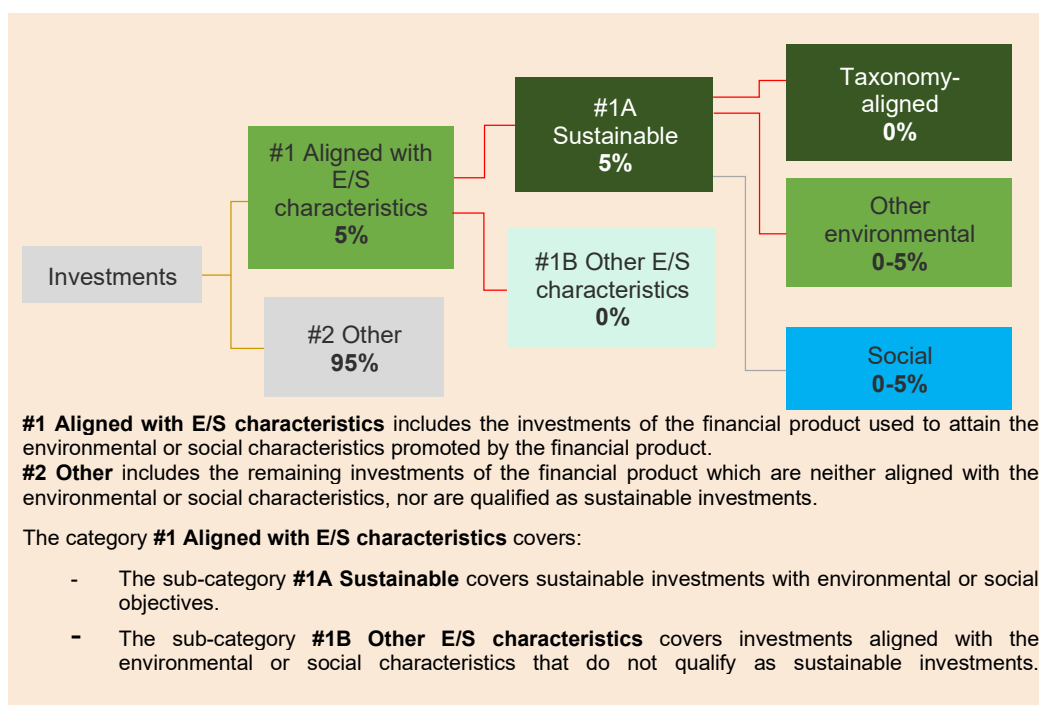 Investments
#1 Aligned with
E/S
characteristics
5%
#2 Other
95%
#1A
Sustainable
5%
#1B Other E/S
characteristics
0%
Taxonomy-
aligned
0%
Other
environmental
0-5%
Social
0-5%
#1 Aligned with E/S characteristics includes the investments of the financial product used to attain the
environmental or social characteristics promoted by the financial product.
#2 Other includes the remaining investments of the financial product which are neither aligned with the
environmental or social characteristics, nor are qualified as sustainable investments.
The category #1 Aligned with E/S characteristics covers:
- The sub-category #1A Sustainable covers sustainable investments with environmental or social
objectives.
- The sub-category #1B Other E/S characteristics covers investments aligned with the
environmental or social characteristics that do not qualify as sustainable investments.